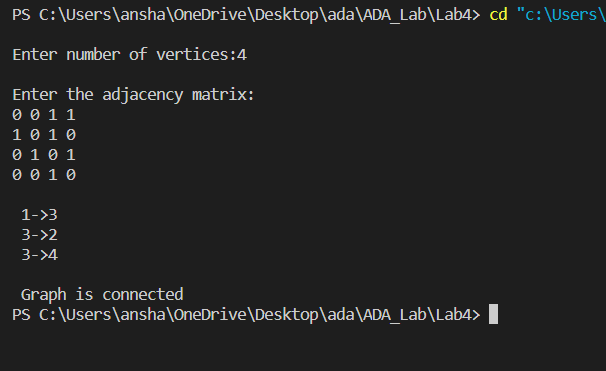 PS C:\Users\ansha\OneDrive\Desktop\ada\ADA_Lab\Lab4> cd "c:\Users\
Enter number of vertices:4
Enter the adjacency matrix:
0 0 1 1
1 0 1 0
0 1 0 1
0 0 1 0
1->3
3->2
3->4
Graph is connected
PS C:\Users\ansha\OneDrive\Desktop\ada\ADA_Lab\Lab4>